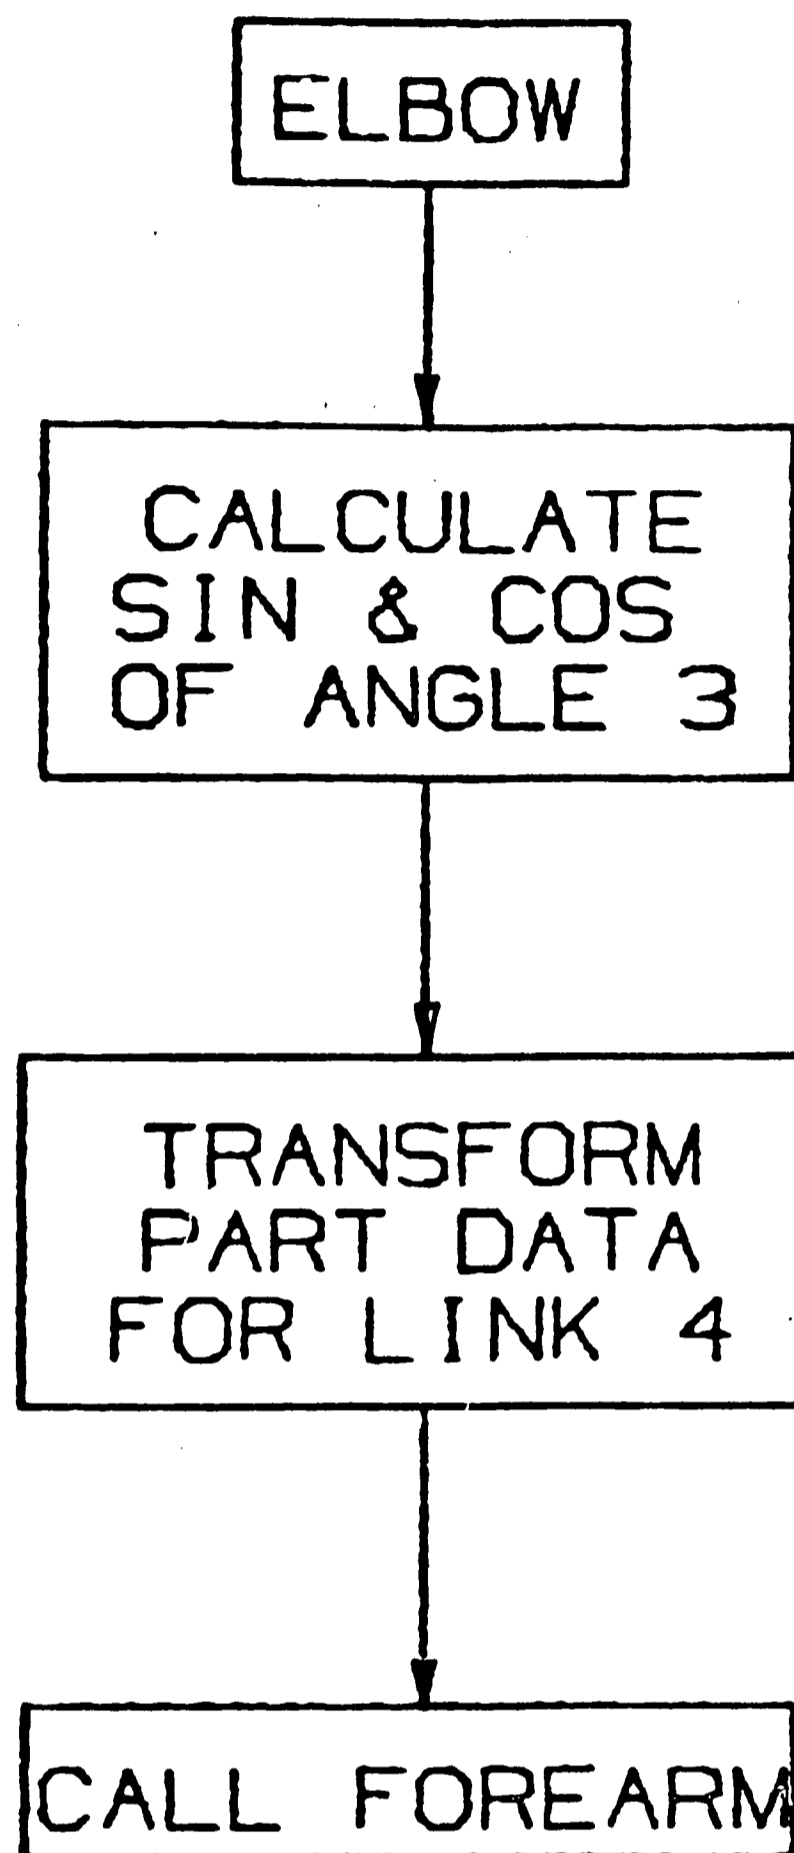 ELBOW
CALCULATE
SIN & COS
OF ANGLE 3
TRANSFORM
PART DATA
FOR LINK 4
CALL FOREARM